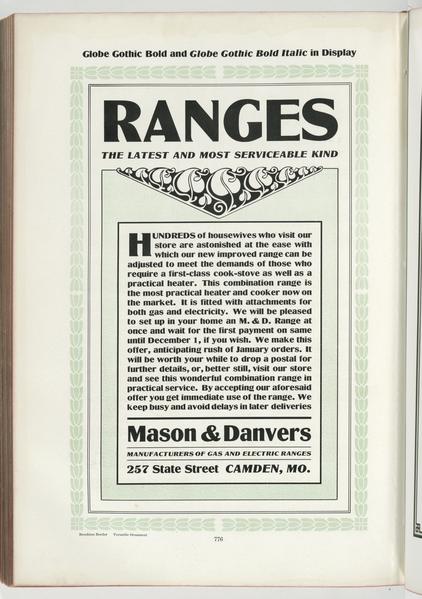 Globe Gothic Bold and Globe Gothic Bold Italic in Display
RANGES
THE LATEST AND MOST SERVICEABLE KIND
HUNDREDS of housewives who visit our
store are astonished at the ease with
which our new improved range can be
adjusted to meet the demands of those who
require a first-class cook-stove as well as a
practical heater. This combination range is
the most practical heater and cooker now on
the market. It is fitted with attachments for
both gas and electricity. We will be pleased
to set up in your home an M. & D. Range at
once and wait for the first payment on same
until December 1, if you wish. We make this
offer, anticipating rush of January orders. It
will be worth your while to drop a postal for
further details, or, better still, visit our store
and see this wonderful combination range in
practical service. By accepting our aforesaid
offer you get immediate use of the range. We
keep busy and avoid delays in later deliveries
Mason & Danvers
MANUFACTURERS OF GAS AND ELECTRIC RANGES
257 State Street CAMDEN, MO.
Border Versatile Ornament
776